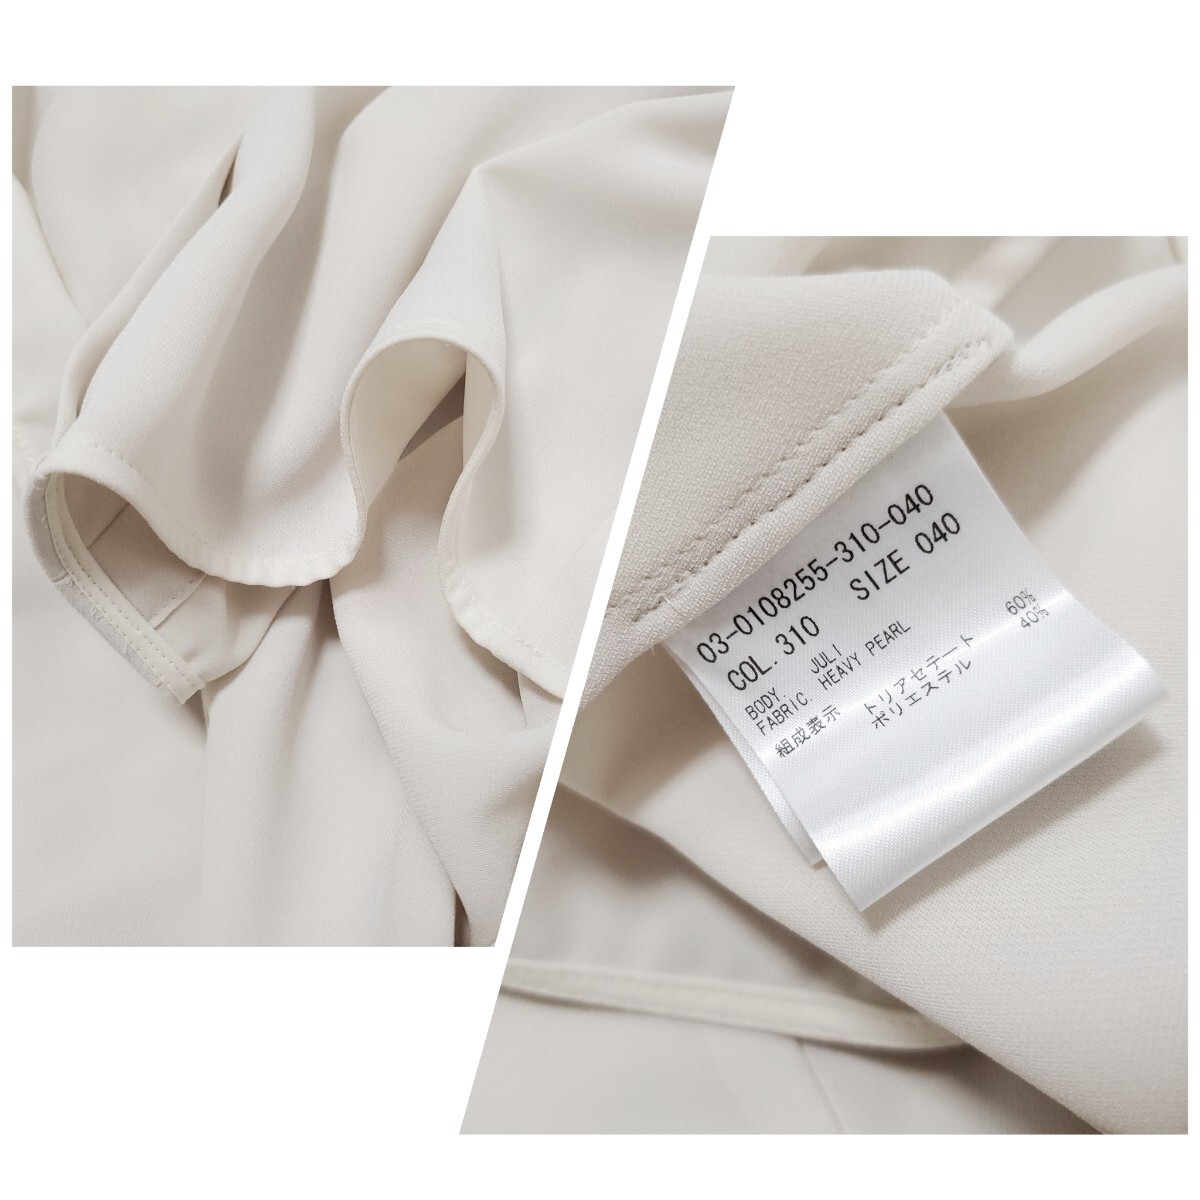 03-0108255-310-040
COL. 310 SIZE 040
BODY. JULI
FABRIC HEAVY PEARL
組成表示 トリアセテート 60%
ポリエステル 40%